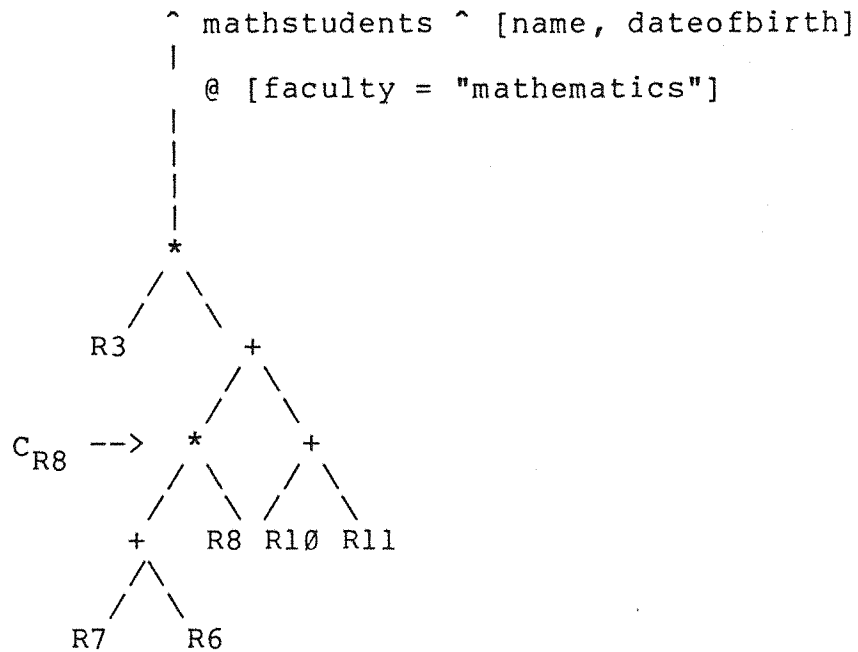 ^ mathstudents ^ [name, dateofbirth]
@ [faculty = "mathematics"]
*
R3 +
C_R8 --> * +
+ R8 R10 R11
R7 R6